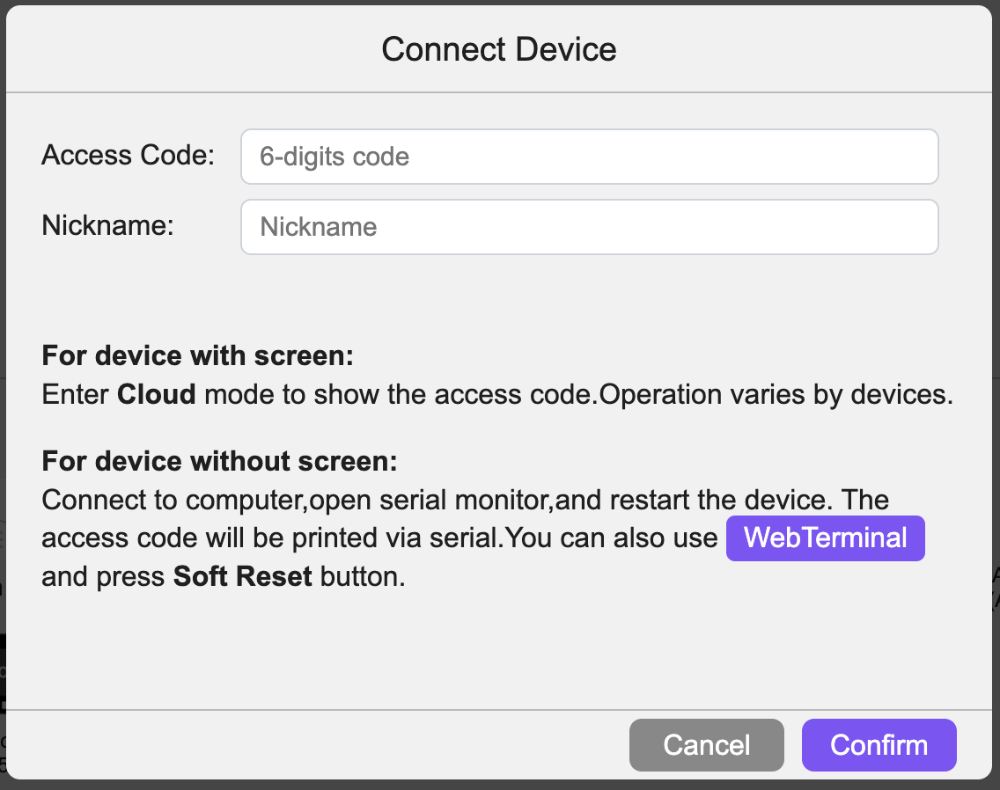 Connect Device
Access Code: 6-digits code
Nickname: Nickname
For device with screen:
Enter Cloud mode to show the access code.Operation varies by devices.
For device without screen:
Connect to computer,open serial monitor,and restart the device. The
access code will be printed via serial.You can also use WebTerminal
and press Soft Reset button.
Cancel Confirm